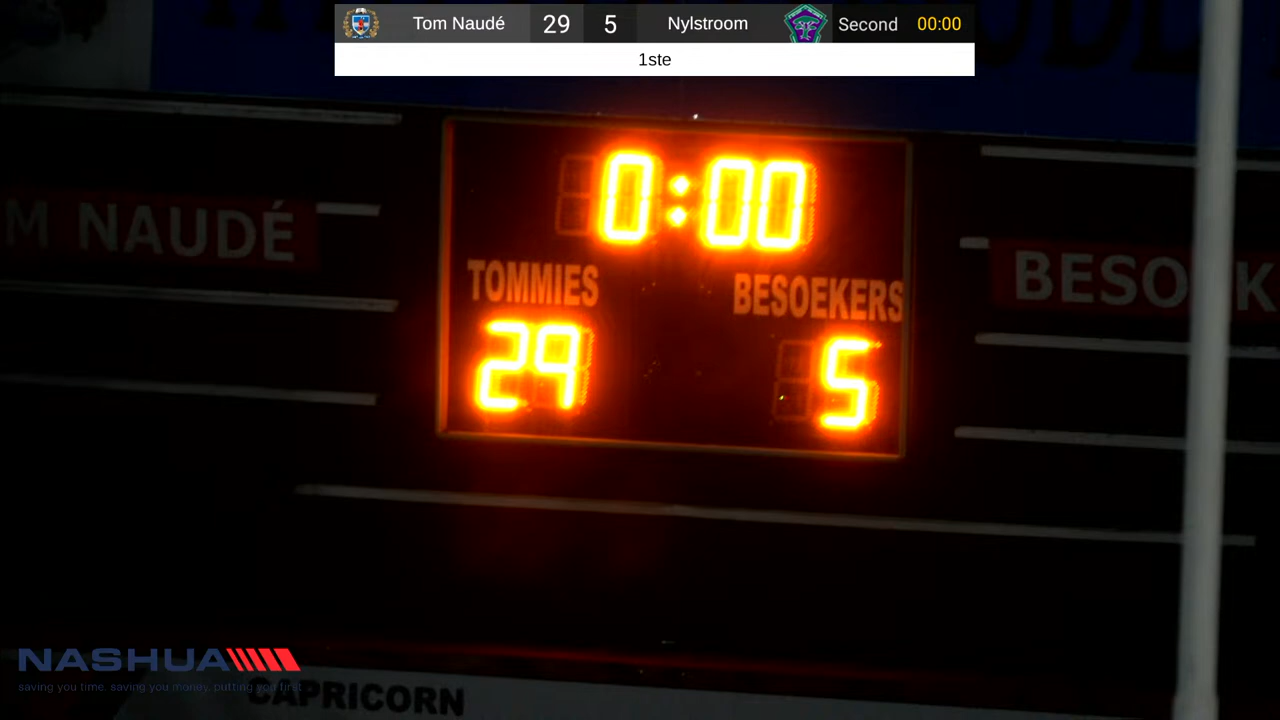 Tom Naudé 29 5 Nylstroom Second 00:00
1ste
0:00
M NAUDÉ
TOMMIES BESOEKERS
BESOEK
29 5
NASHUA
saving you time. saving you money. putting you first
CAPRICORN